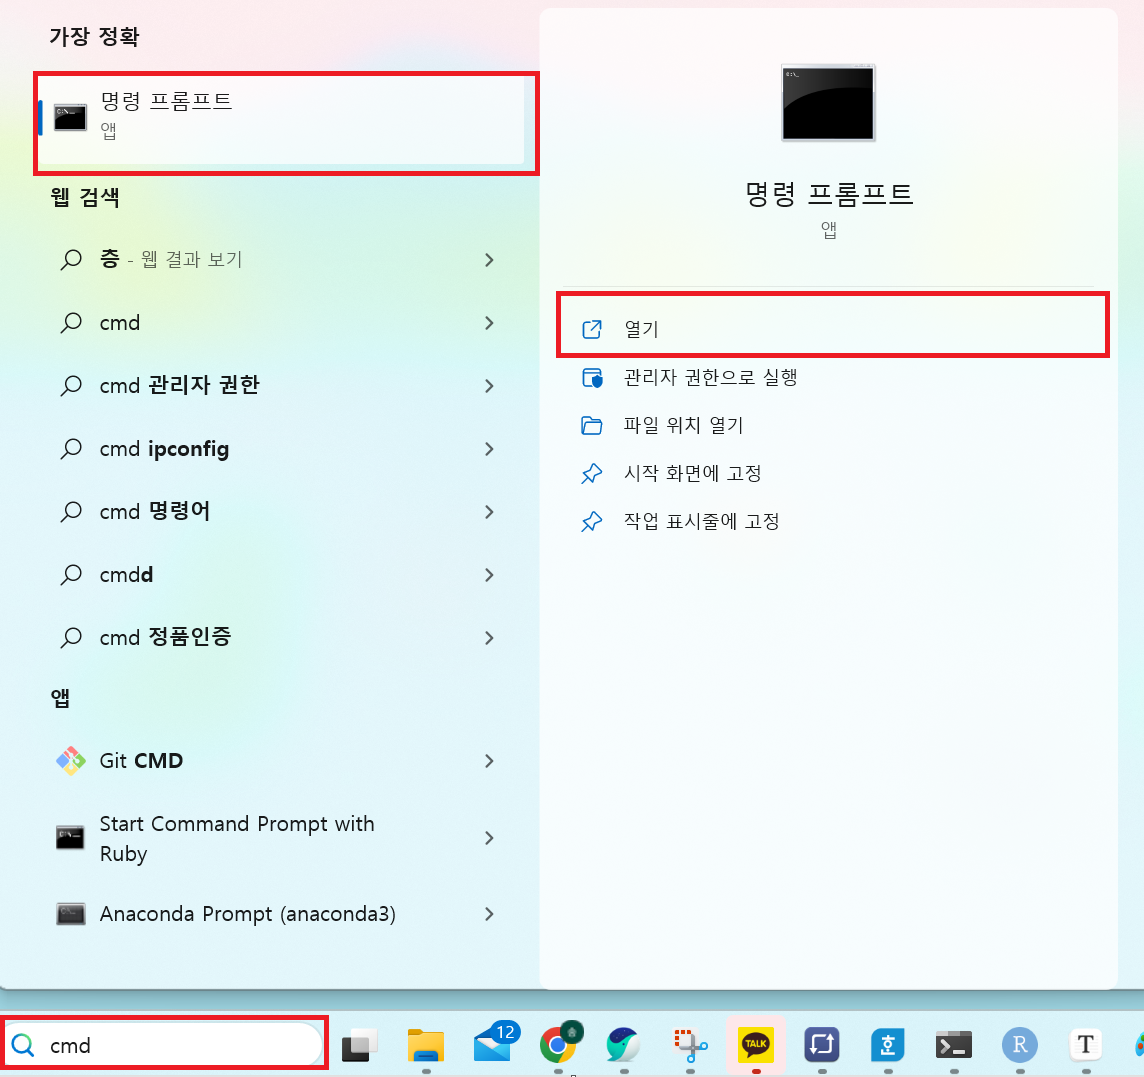 가장 정확
명령 프롬프트
앱
웹 검색
층 - 웹 결과 보기
cmd
cmd 관리자 권한
cmd ipconfig
cmd 명령어
cmdd
cmd 정품인증
앱
Git CMD
Start Command Prompt with
Ruby
Anaconda Prompt (anaconda3)
명령 프롬프트
앱
열기
관리자 권한으로 실행
파일 위치 열기
시작 화면에 고정
작업 표시줄에 고정
cmd
12
TALK
호
R
T